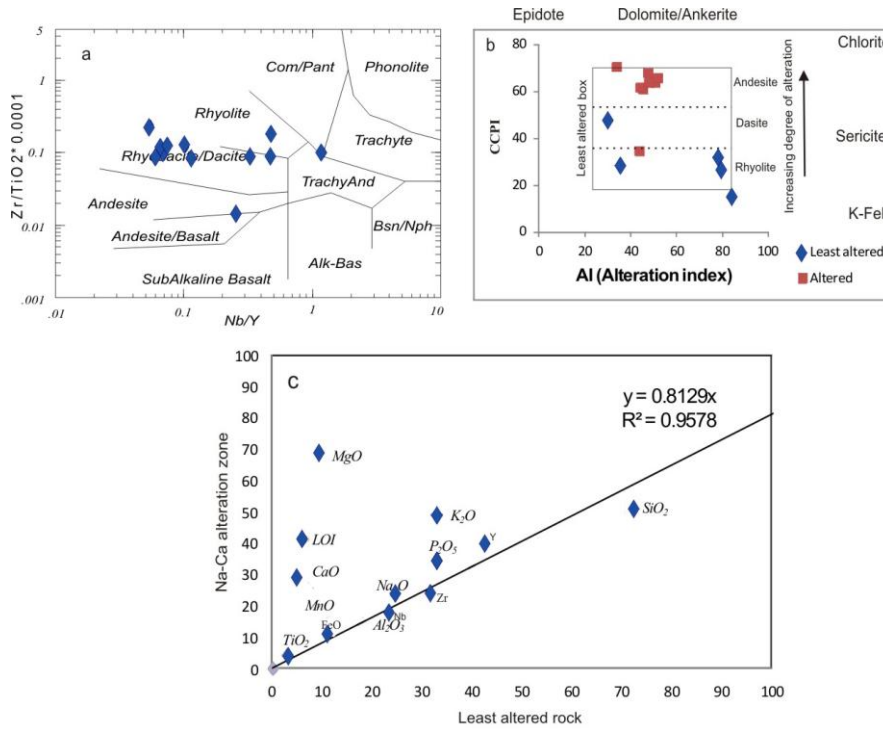 a
Zr/TiO2*0.0001
5
1
0.1
0.01
.001
.01
0.1
1
10
Nb/Y
Com/Pant
Phonolite
Rhyolite
Trachyte
Rhyodacite/Dacite
TrachyAnd
Andesite
Bsn/Nph
Andesite/Basalt
Alk-Bas
SubAlkaline Basalt
Epidote
Dolomite/Ankerite
Chlorite
b
CCPI
80
60
40
20
0
0
20
40
60
80
100
AI (Alteration index)
Least altered box
Andesite
Dasite
Rhyolite
Increasing degree of alteration
Sericite
K-Fel
Least altered
Altered
c
y = 0.8129x
R² = 0.9578
Na-Ca alteration zone
100
90
80
70
60
50
40
30
20
10
0
MgO
K₂O
SiO₂
LOI
P₂O₅
Y
CaO
Na₂O
Zr
MnO
Nb
FeO
Al₂O₃
TiO₂
0
10
20
30
40
50
60
70
80
90
100
Least altered rock